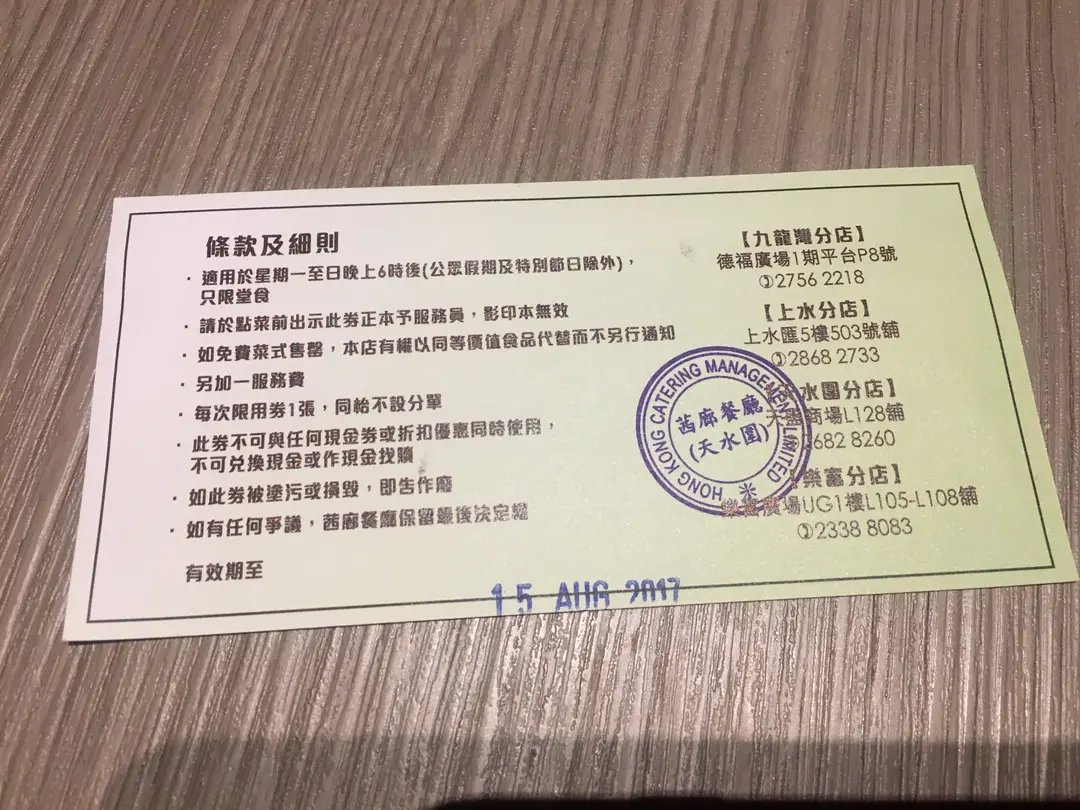 條款及細則
· 適用於星期一至日晚上6時後(公眾假期及特別節日除外)，
只限堂食
· 請於點菜前出示此券正本予服務員，影印本無效
· 如免費菜式售罄，本店有權以同等價值食品代替而不另行通知
· 另加一服務費
· 每次限用券1張，同枱不設分單
· 此券不可與任何現金券或折扣優惠同時使用，
不可兌換現金或作現金找贖
· 如此券被塗污或損毀，即告作廢
· 如有任何爭議，茜廊餐廳保留最後決定權
有效期至
15 AUG 2017
【九龍灣分店】
德福廣場1期平台P8號
2756 2218
【上水分店】
上水匯5樓503號舖
2868 2733
水圍分店】
商場L128舖
682 8260
樂富分店】
樂富廣場UG1樓L105-L108舖
2338 8083
HONG KONG CATERING MANAGEMENT LIMITED
茜廊餐廳
(天水圍)